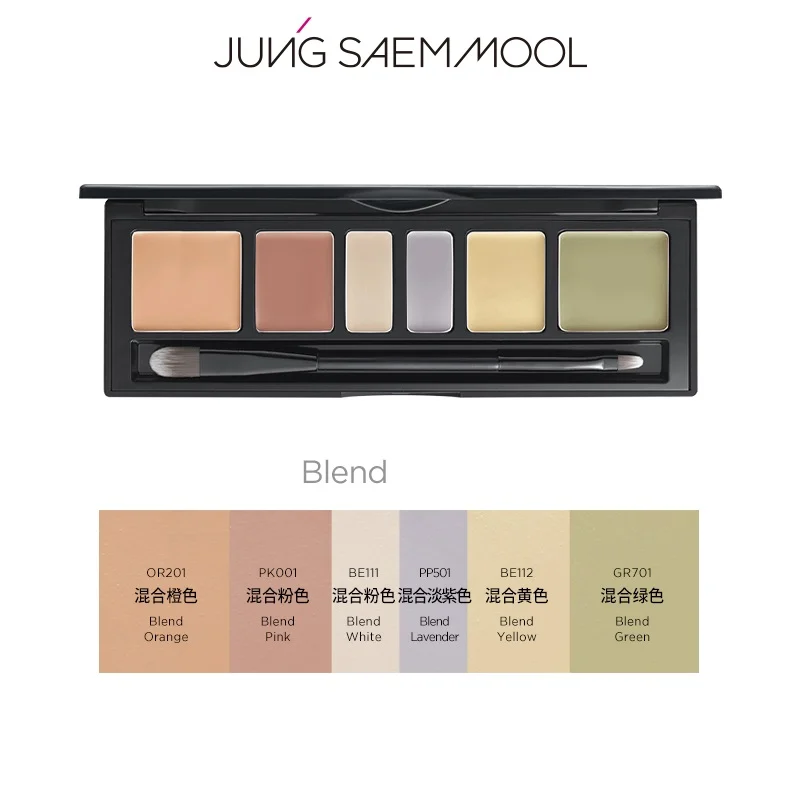 JUNG SAEM MOOL
Blend
OR201
混合橙色
Blend
Orange
PK001
混合粉色
Blend
Pink
BE111
混合粉色
Blend
White
PP501
混合淡紫色
Blend
Lavender
BE112
混合黄色
Blend
Yellow
GR701
混合绿色
Blend
Green